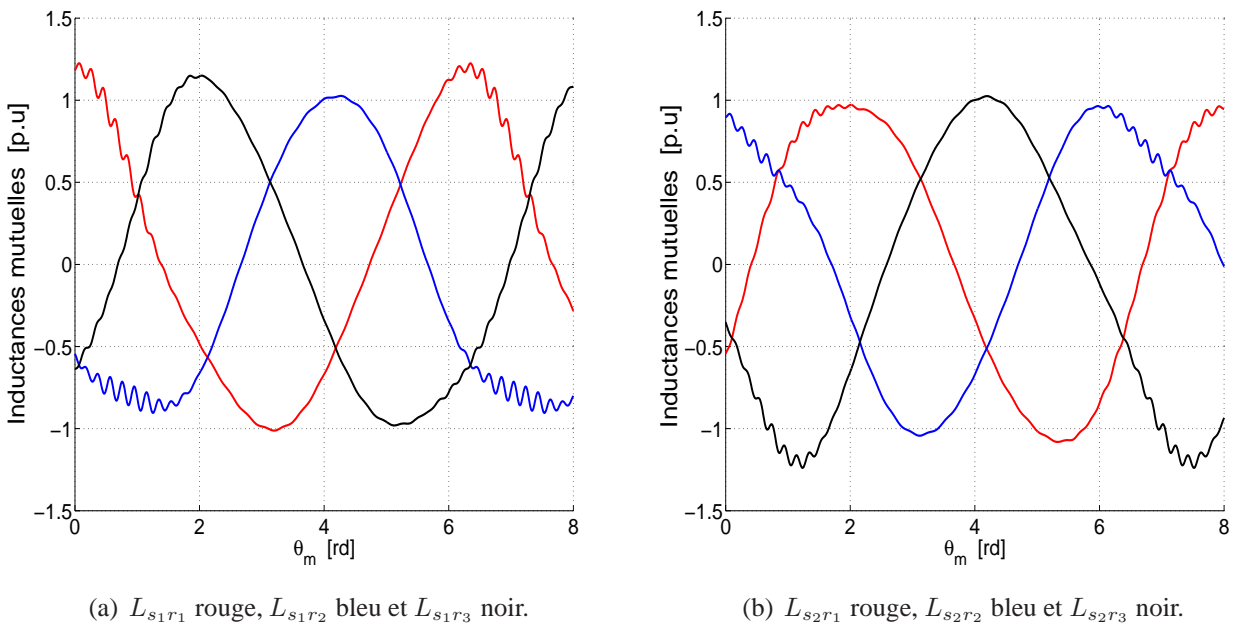 Inductances mutuelles [p.u]
1.5
1
0.5
0
−0.5
−1
−1.5
0 2 4 6 8
θm [rd]
(a) Ls1r1 rouge, Ls1r2 bleu et Ls1r3 noir.
Inductances mutuelles [p.u]
1.5
1
0.5
0
−0.5
−1
−1.5
0 2 4 6 8
θm [rd]
(b) Ls2r1 rouge, Ls2r2 bleu et Ls2r3 noir.